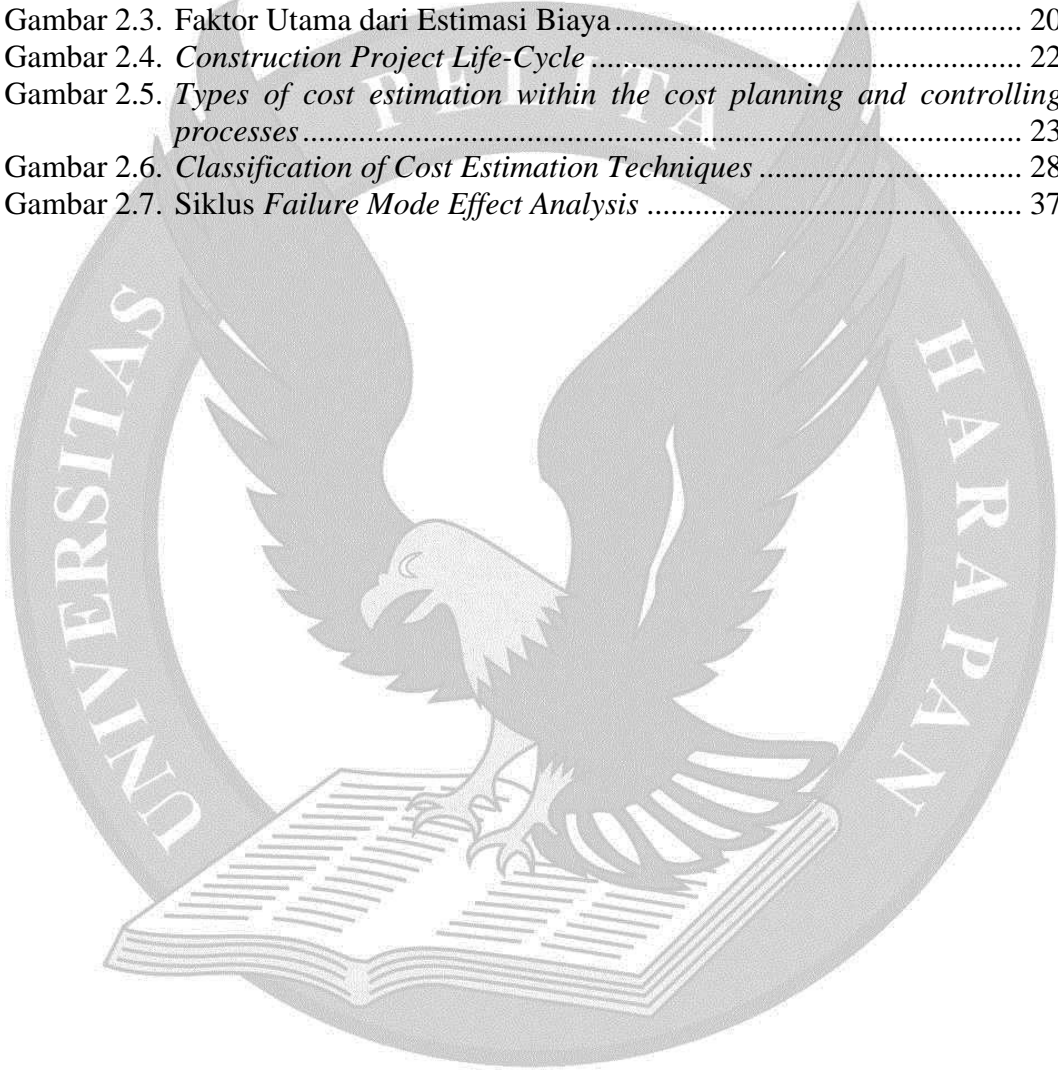 Gambar 2.3. Faktor Utama dari Estimasi Biaya ........................................................ 20
Gambar 2.4. Construction Project Life-Cycle ........................................................ 22
Gambar 2.5. Types of cost estimation within the cost planning and controlling
processes ........................................................ 23
Gambar 2.6. Classification of Cost Estimation Techniques ................................. 28
Gambar 2.7. Siklus Failure Mode Effect Analysis ................................................ 37
UNIVERSITAS
PELITA
HARAPAN